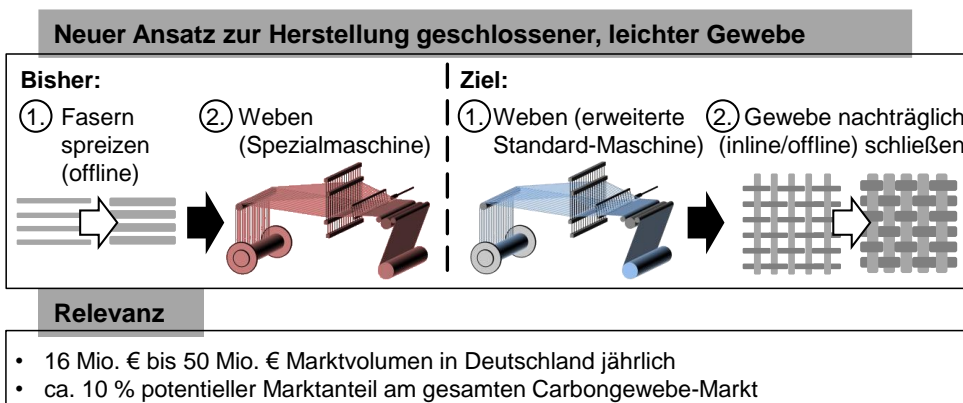 Neuer Ansatz zur Herstellung geschlossener, leichter Gewebe
Bisher:
1. Fasern
spreizen
(offline)
2. Weben
(Spezialmaschine)
Ziel:
1. Weben (erweiterte
Standard-Maschine)
2. Gewebe nachträglich
(inline/offline) schließen
Relevanz
• 16 Mio. € bis 50 Mio. € Marktvolumen in Deutschland jährlich
• ca. 10 % potentieller Marktanteil am gesamten Carbongewebe-Markt